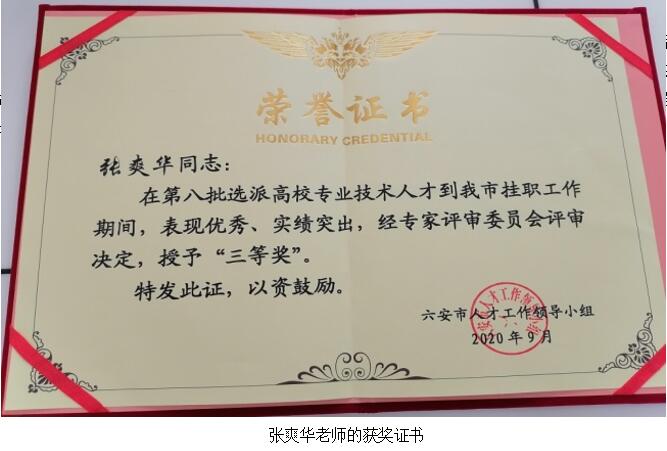 荣誉证书
HONORARY CREDENTIAL
张爽华同志：
在第八批选派高校专业技术人才到我市挂职工作
期间，表现优秀、实绩突出，经专家评审委员会评审
决定，授予“三等奖”。
特发此证，以资鼓励。
六安市人才工作领导小组
2020年9月
张爽华老师的获奖证书